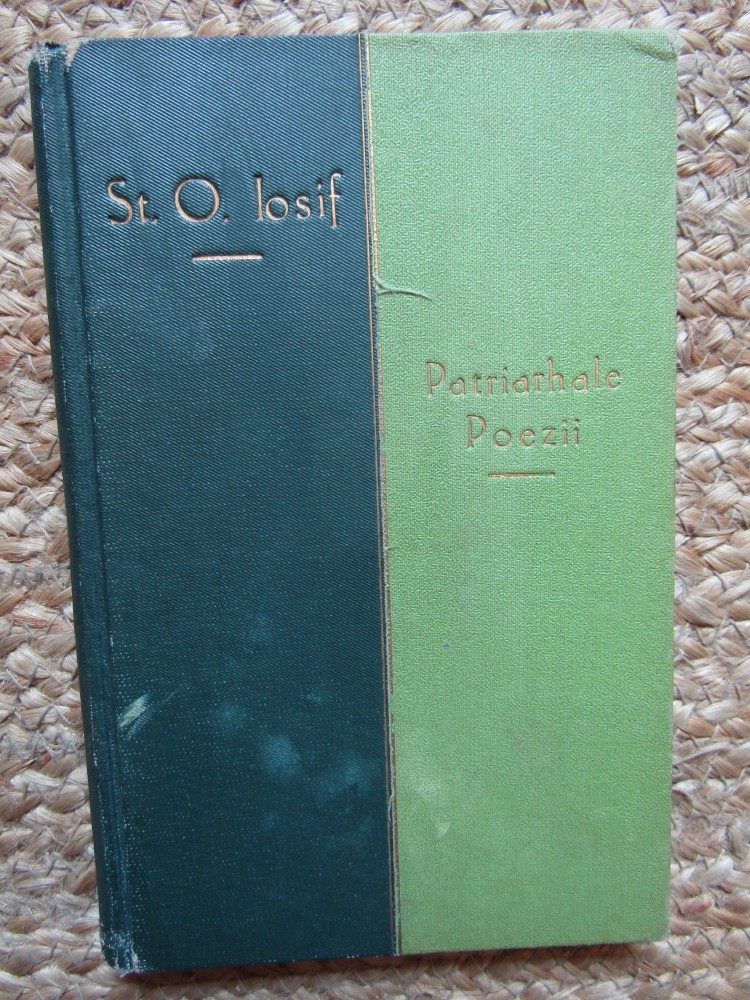 St. O. Iosif
Patriarhale
Poezii